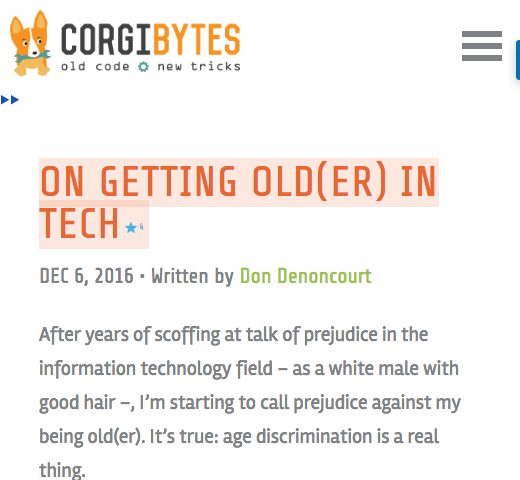 CORGIBYTES
old code new tricks
ON GETTING OLD(ER) IN
TECH
DEC 6, 2016 • Written by Don Denoncourt
After years of scoffing at talk of prejudice in the
information technology field – as a white male with
good hair –, I’m starting to call prejudice against my
being old(er). It’s true: age discrimination is a real
thing.